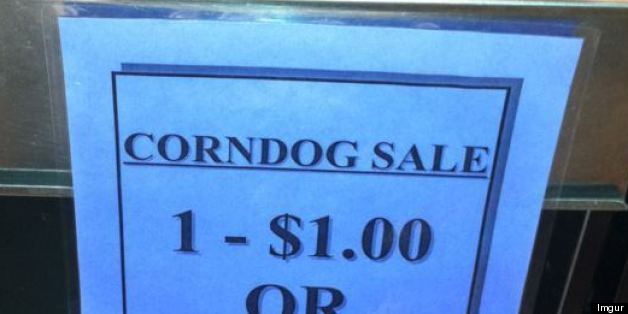 CORNDOG SALE
1 - $1.00
OR
Imgur